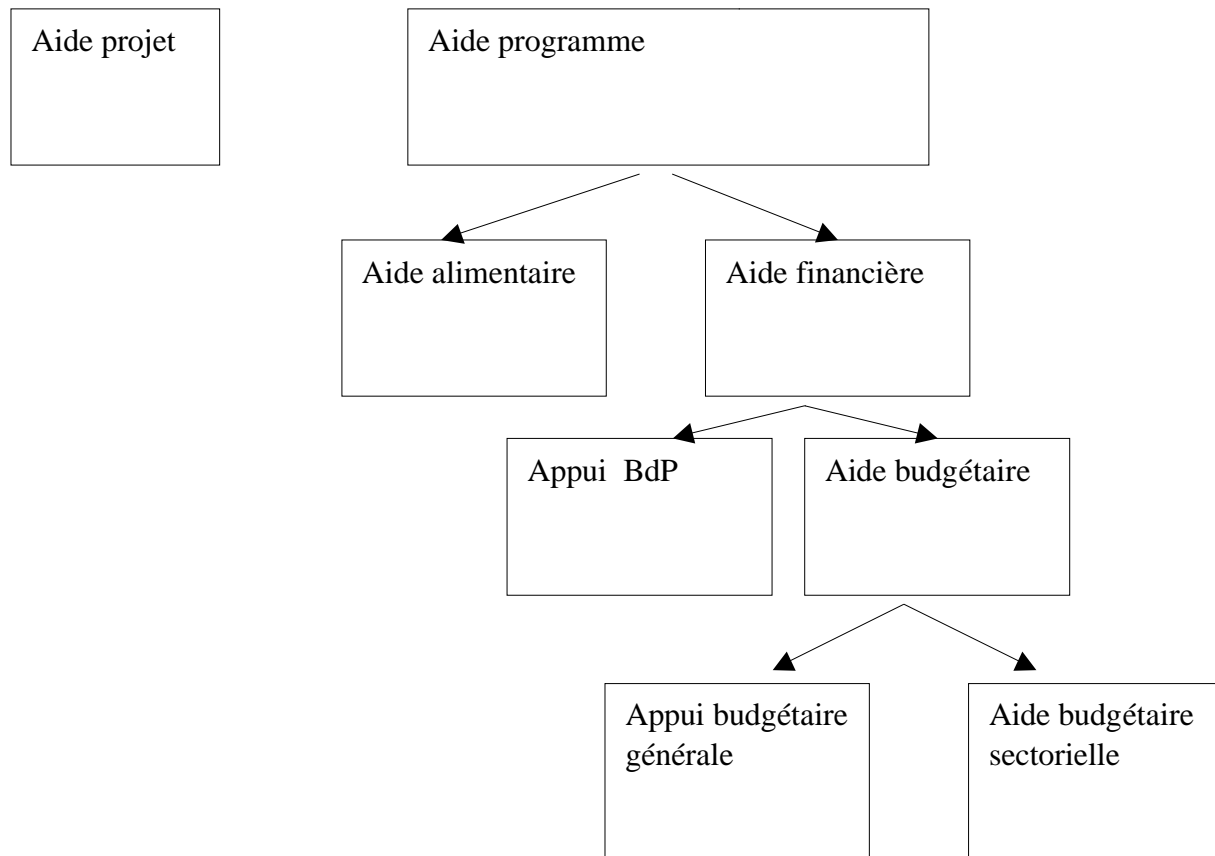 Aide projet
Aide programme
Aide alimentaire
Aide financière
Appui BdP
Aide budgétaire
Appui budgétaire
générale
Aide budgétaire
sectorielle